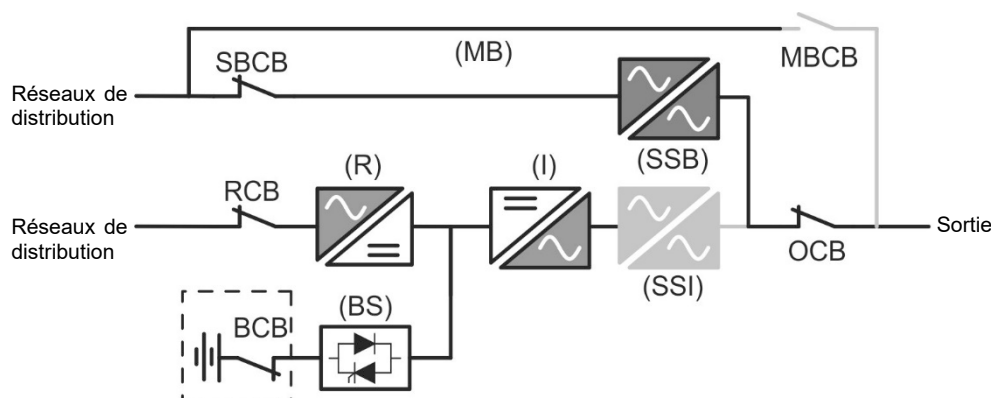 (MB)
MBCB
SBCB
Réseaux de
distribution
(SSB)
(R)
(I)
RCB
Réseaux de
distribution
Sortie
OCB
(SSI)
(BS)
BCB